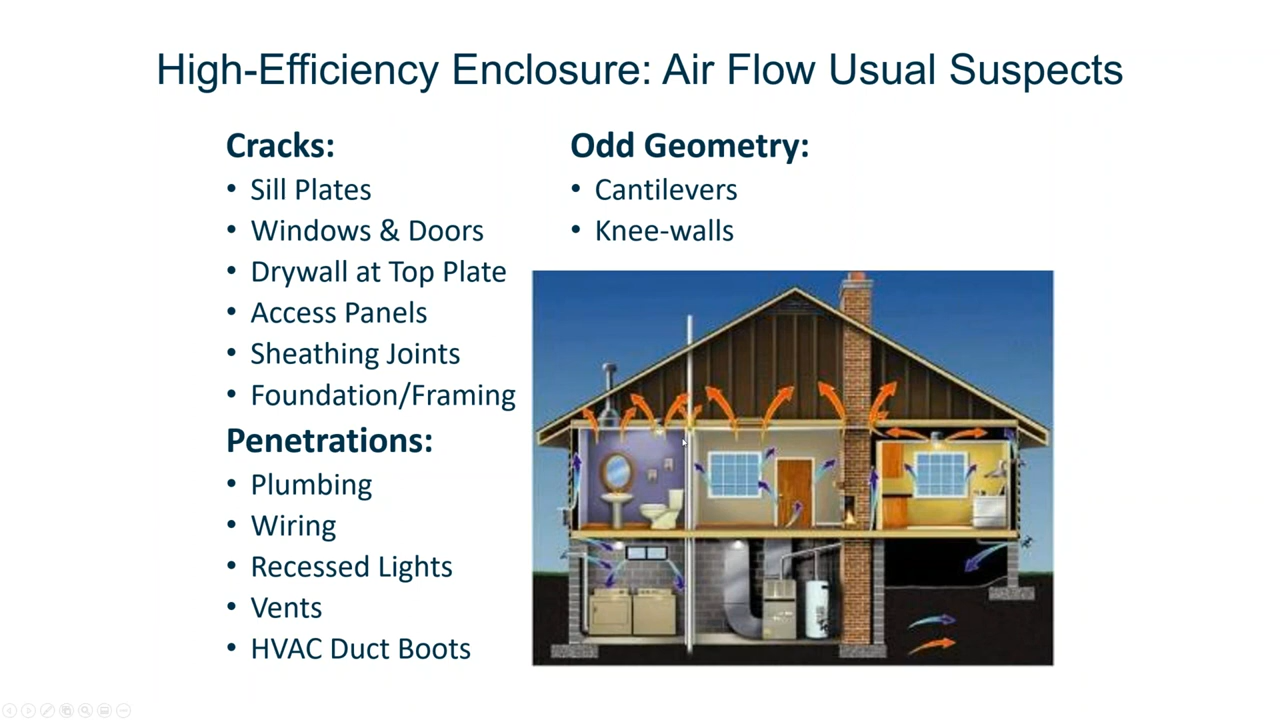 High-Efficiency Enclosure: Air Flow Usual Suspects
Cracks:
• Sill Plates
• Windows & Doors
• Drywall at Top Plate
• Access Panels
• Sheathing Joints
• Foundation/Framing
Penetrations:
• Plumbing
• Wiring
• Recessed Lights
• Vents
• HVAC Duct Boots
Odd Geometry:
• Cantilevers
• Knee-walls